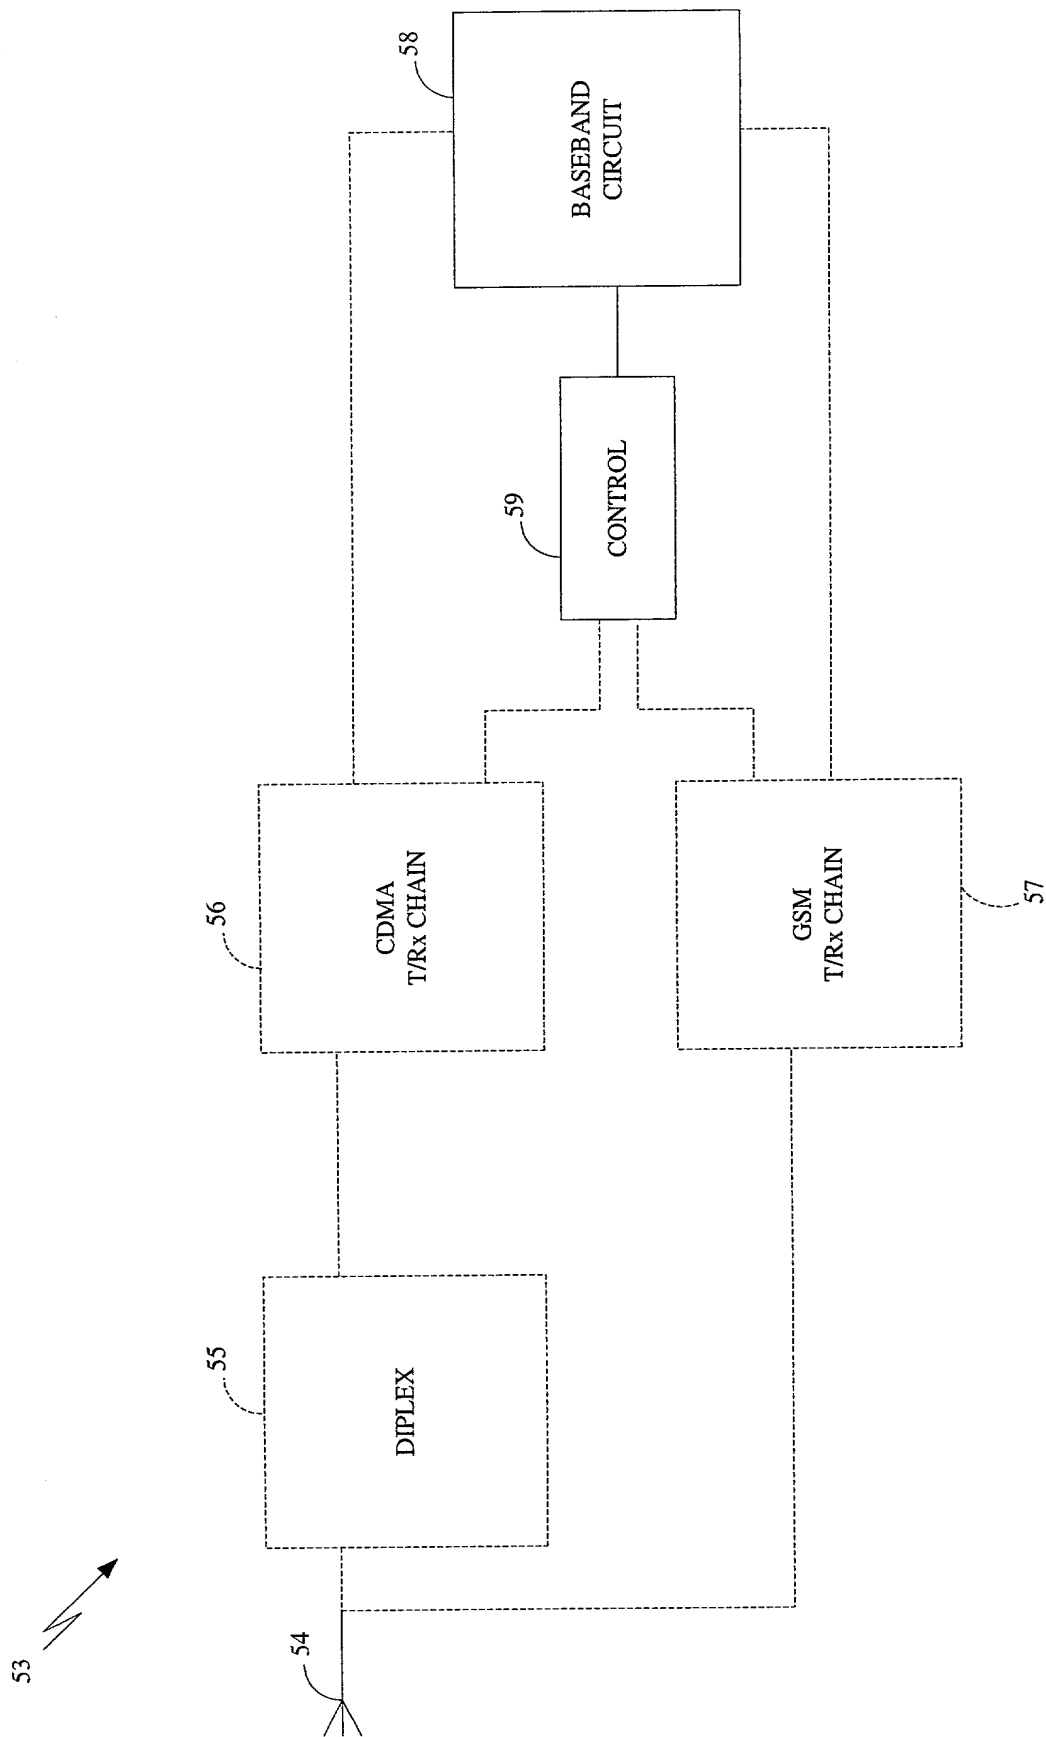 53
54
55
DIPLEX
56
CDMA
T/Rx CHAIN
GSM
T/Rx CHAIN
57
59
CONTROL
58
BASEBAND
CIRCUIT